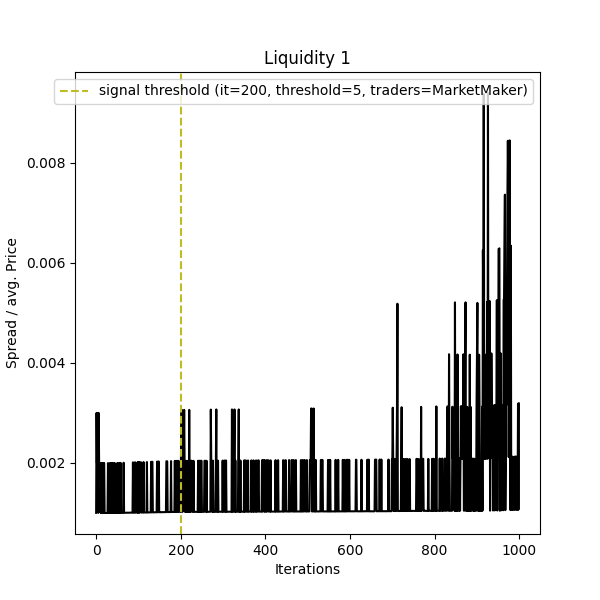 Liquidity 1
signal threshold (it=200, threshold=5, traders=MarketMaker)
0.008
0.006
0.004
0.002
Spread / avg. Price
0 200 400 600 800 1000
Iterations